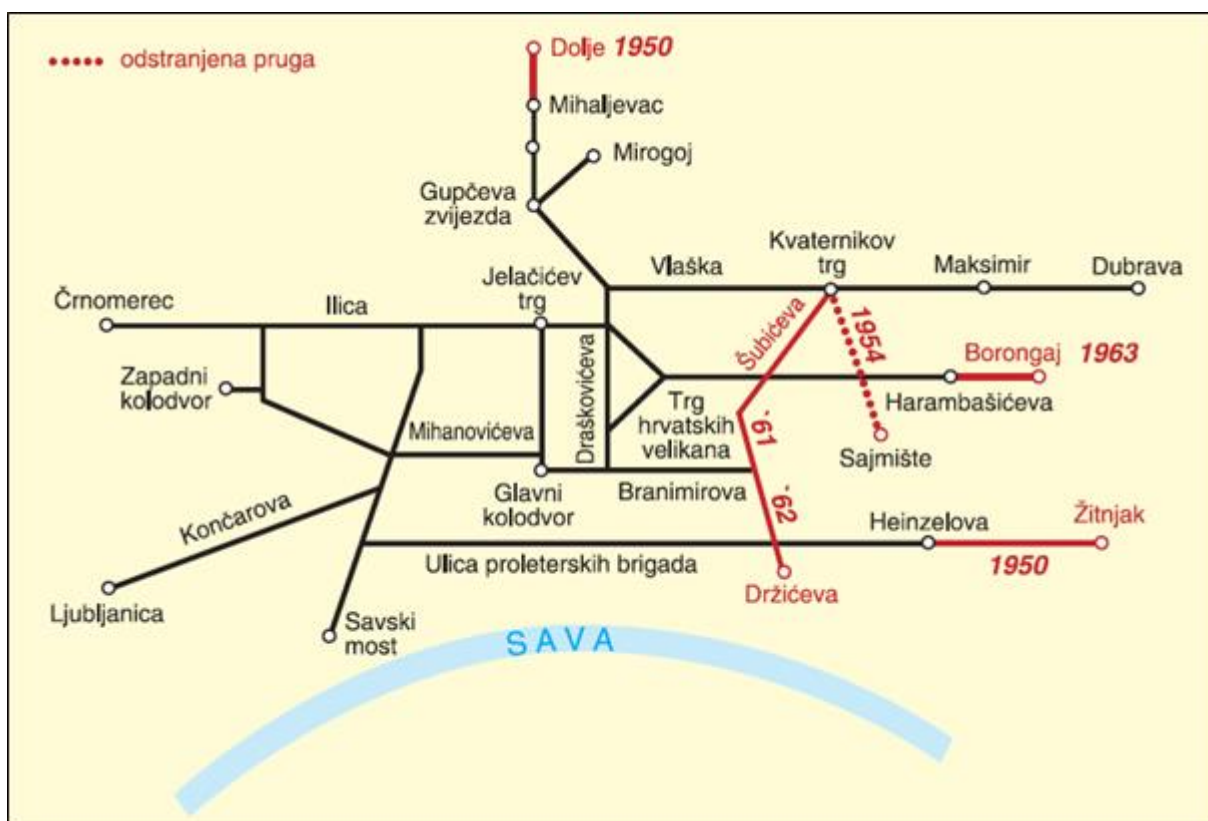 odstranjena pruga
Dolje 1950
Mihaljevac
Mirogoj
Gupčeva
zvijezda
Kvaternikov
trg
Vlaška
Maksimir
Dubrava
Jelačićev
trg
Črnomerec
Ilica
Šubićeva
1954
Borongaj 1963
Zapadni
kolodvor
Draškovićeva
Trg
hrvatskih
velikana
Harambašićeva
Mihanovićeva
`61
Sajmište
Glavni
kolodvor
Branimirova
`62
Končarova
Heinzelova
Žitnjak
Ulica proleterskih brigada
1950
Držićeva
Ljubljanica
Savski
most
SAVA